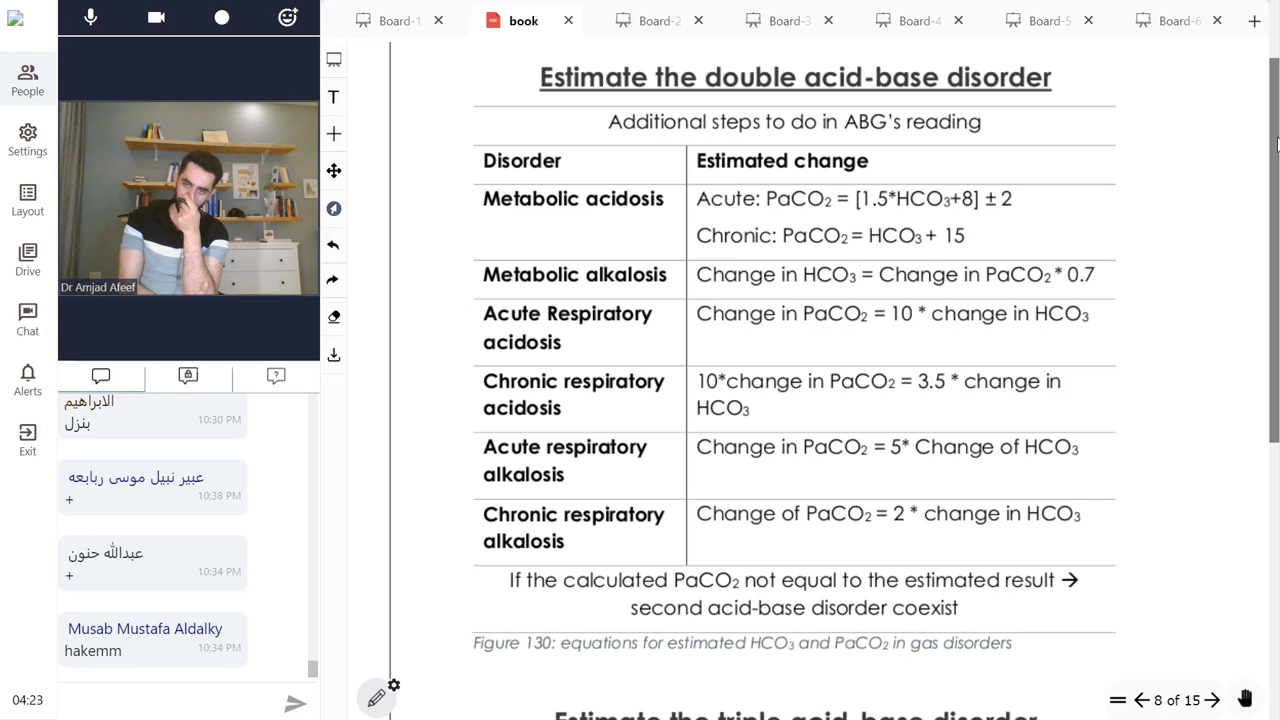 Board-1
book
Board-2
Board-3
Board-4
Board-5
Board-6
People
Settings
Layout
Drive
Chat
Alerts
Exit
04:23
Dr Amjad Afeef
الابراهيم
بنزل
10:30 PM
عبير نبيل موسى ربابعه
+
10:38 PM
عبدالله حنون
+
10:34 PM
Musab Mustafa Aldalky
hakemm
10:34 PM
T
Estimate the double acid-base disorder
Additional steps to do in ABG's reading
Disorder Estimated change
Metabolic acidosis Acute: PaCO₂ = [1.5*HCO₃+8] ± 2
Chronic: PaCO₂ = HCO₃ + 15
Metabolic alkalosis Change in HCO₃ = Change in PaCO₂ * 0.7
Acute Respiratory Change in PaCO₂ = 10 * change in HCO₃
acidosis
Chronic respiratory 10*change in PaCO₂ = 3.5 * change in
acidosis HCO₃
Acute respiratory Change in PaCO₂ = 5* Change of HCO₃
alkalosis
Chronic respiratory Change of PaCO₂ = 2 * change in HCO₃
alkalosis
If the calculated PaCO₂ not equal to the estimated result →
second acid-base disorder coexist
Figure 130: equations for estimated HCO₃ and PaCO₂ in gas disorders
Estimate the triple acid-base disorder
8 of 15